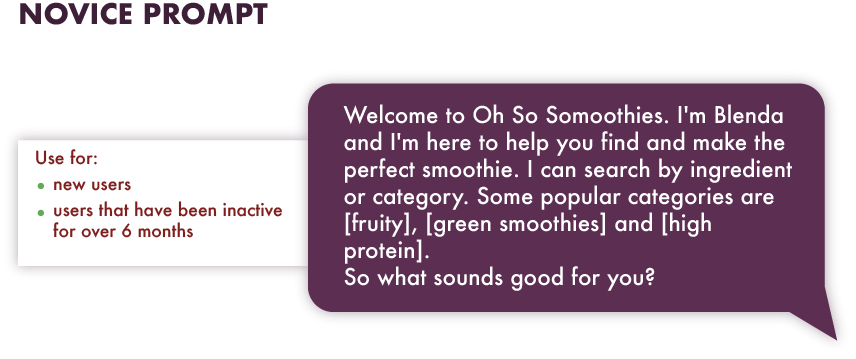 NOVICE PROMPT
Use for:
• new users
• users that have been inactive
for over 6 months
Welcome to Oh So Somoothies. I'm Blenda
and I'm here to help you find and make the
perfect smoothie. I can search by ingredient
or category. Some popular categories are
[fruity], [green smoothies] and [high
protein].
So what sounds good for you?